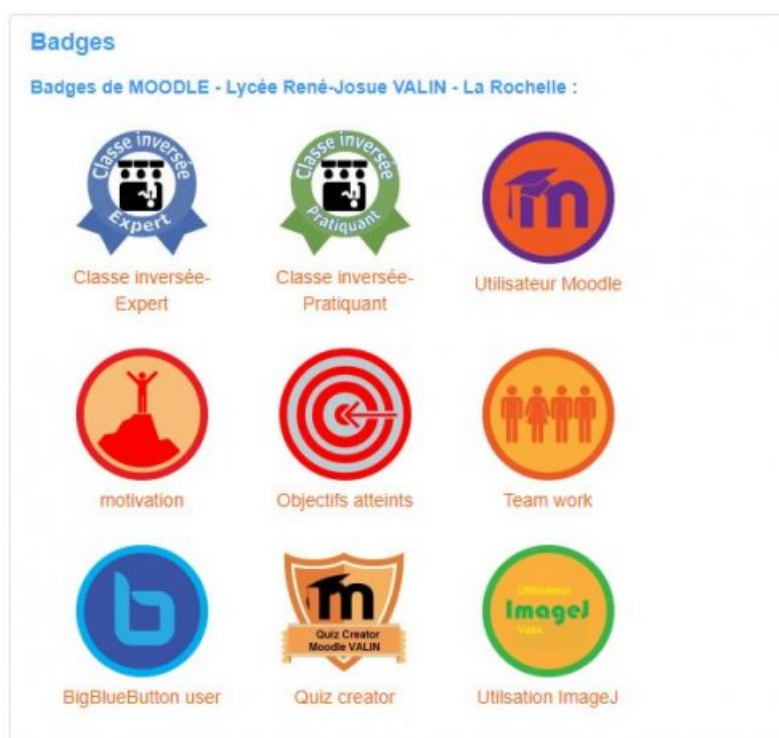 Badges
Badges de MOODLE - Lycée René-Josue VALIN - La Rochelle :
Classe inversée
Expert
Classe inversée-
Expert
Classe inversée
Pratiquant
Classe inversée-
Pratiquant
m
Utilisateur Moodle
motivation
Objectifs atteints
Team work
b
BigBlueButton user
m
Quiz Creator
Moodle VALIN
Quiz creator
Utilisateur
ImageJ
Valin
Utilsation ImageJ